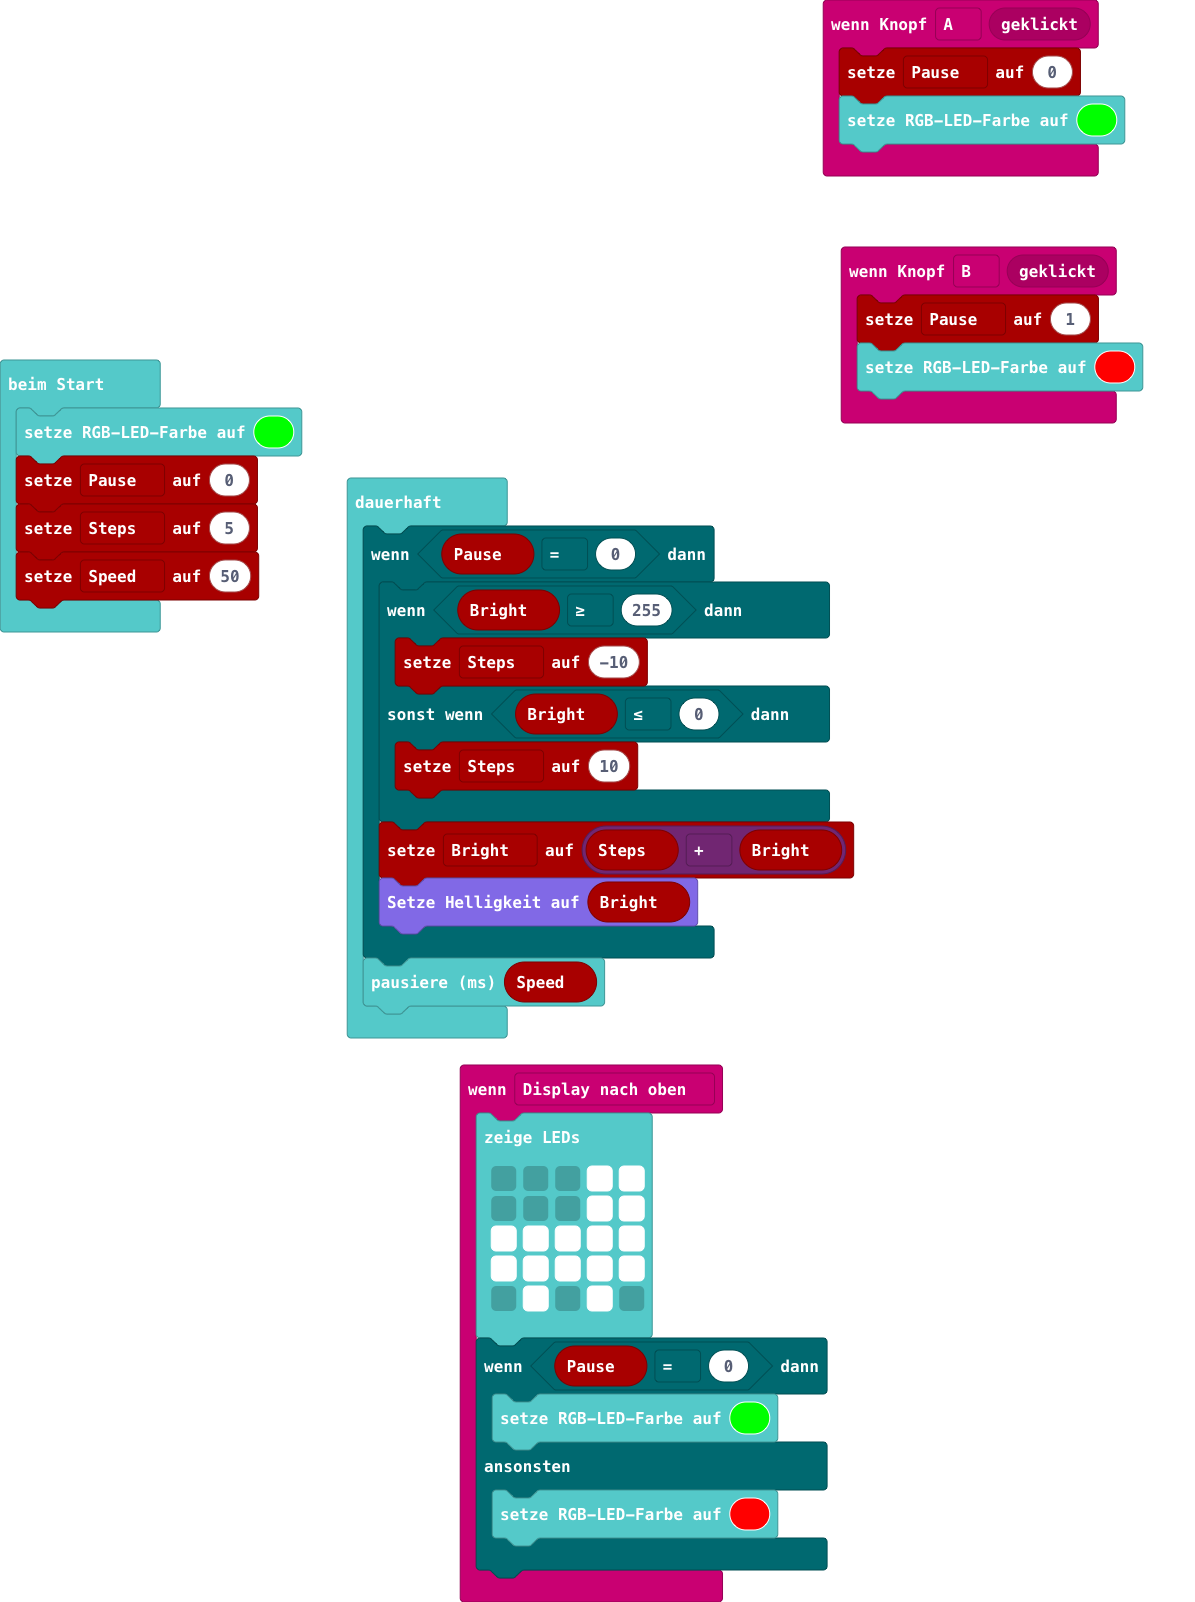 wenn Knopf A geklickt
setze Pause auf 0
setze RGB-LED-Farbe auf
wenn Knopf B geklickt
setze Pause auf 1
setze RGB-LED-Farbe auf
beim Start
setze RGB-LED-Farbe auf
setze Pause auf 0
setze Steps auf 5
setze Speed auf 50
dauerhaft
wenn Pause = 0 dann
wenn Bright ≥ 255 dann
setze Steps auf -10
sonst wenn Bright ≤ 0 dann
setze Steps auf 10
setze Bright auf Steps + Bright
Setze Helligkeit auf Bright
pausiere (ms) Speed
wenn Display nach oben
zeige LEDs
wenn Pause = 0 dann
setze RGB-LED-Farbe auf
ansonsten
setze RGB-LED-Farbe auf